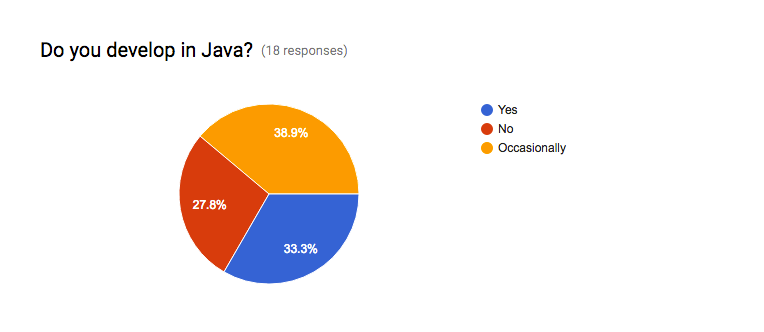 Do you develop in Java? (18 responses)
Yes
No
Occasionally
38.9%
27.8%
33.3%